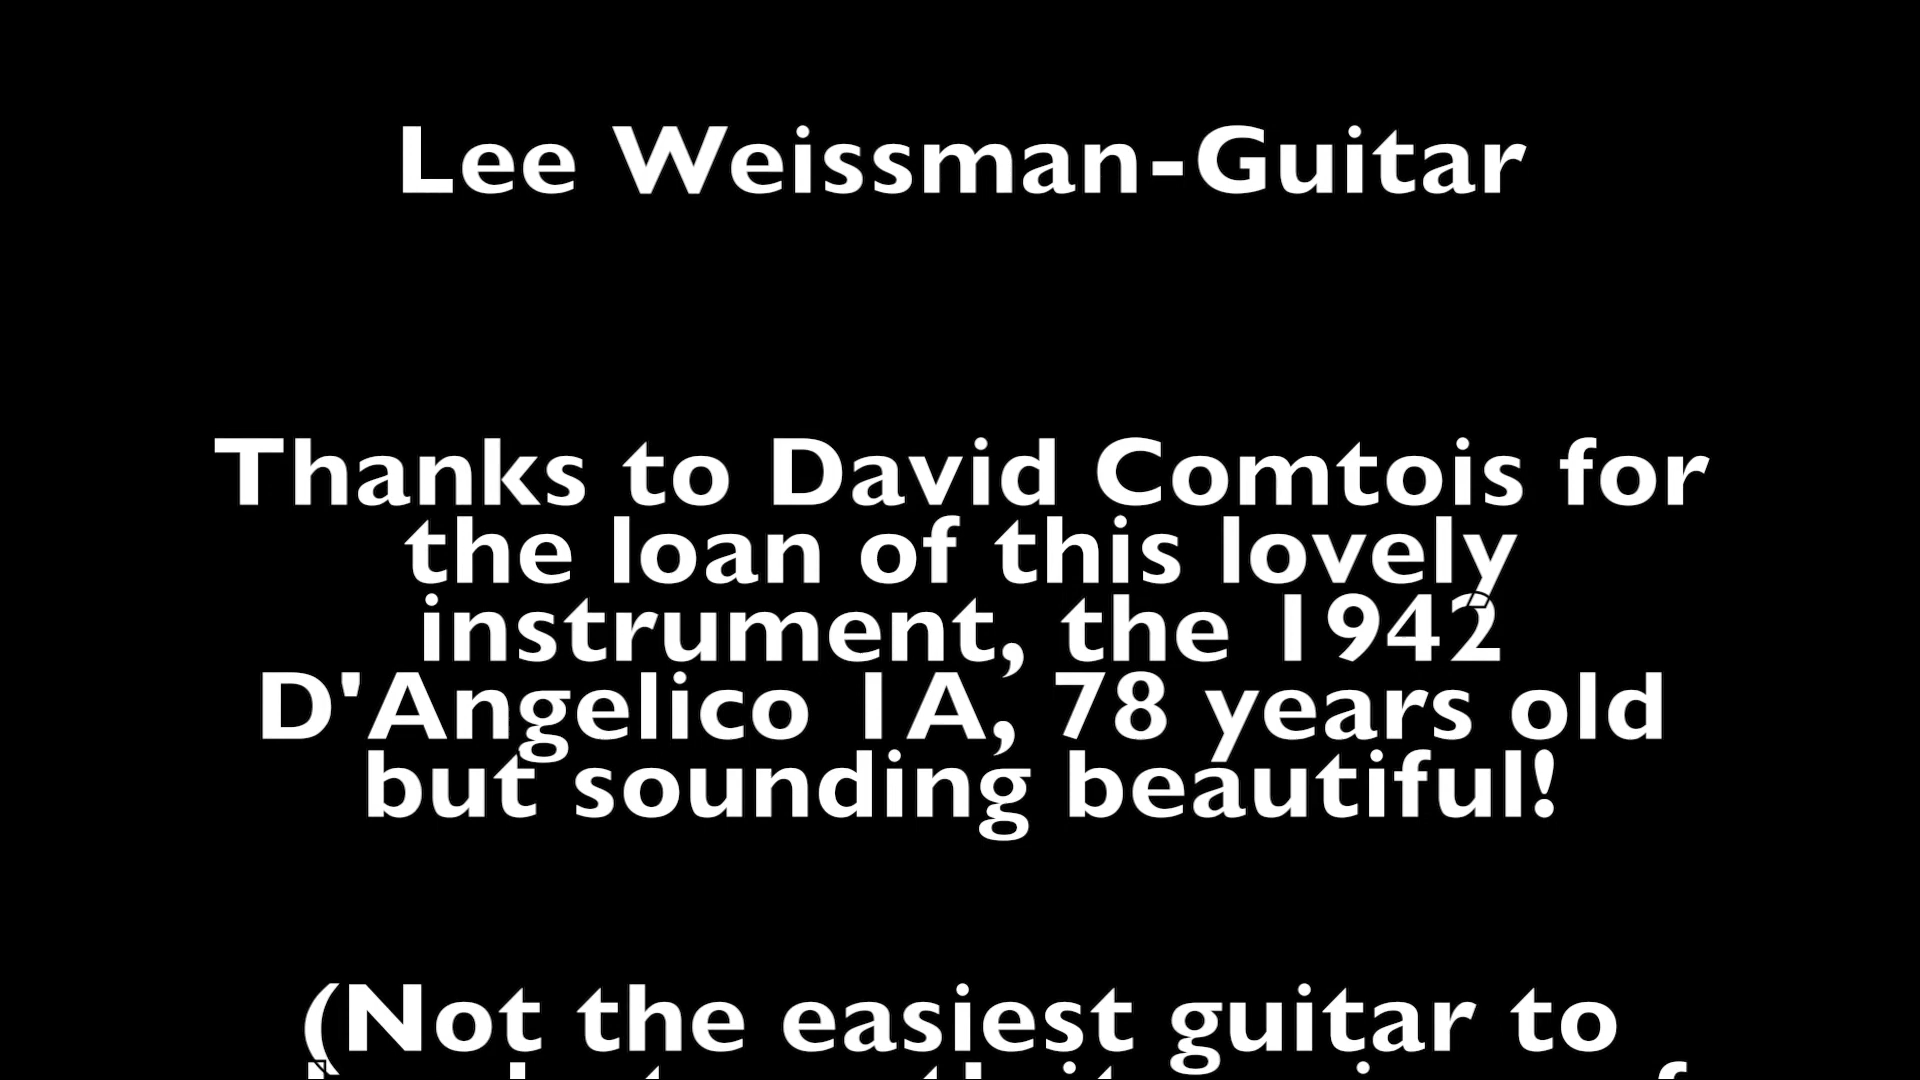 Lee Weissman-Guitar
Thanks to David Comtois for
the loan of this lovely
instrument, the 1942
D'Angelico 1A, 78 years old
but sounding beautiful!
(Not the easiest guitar to